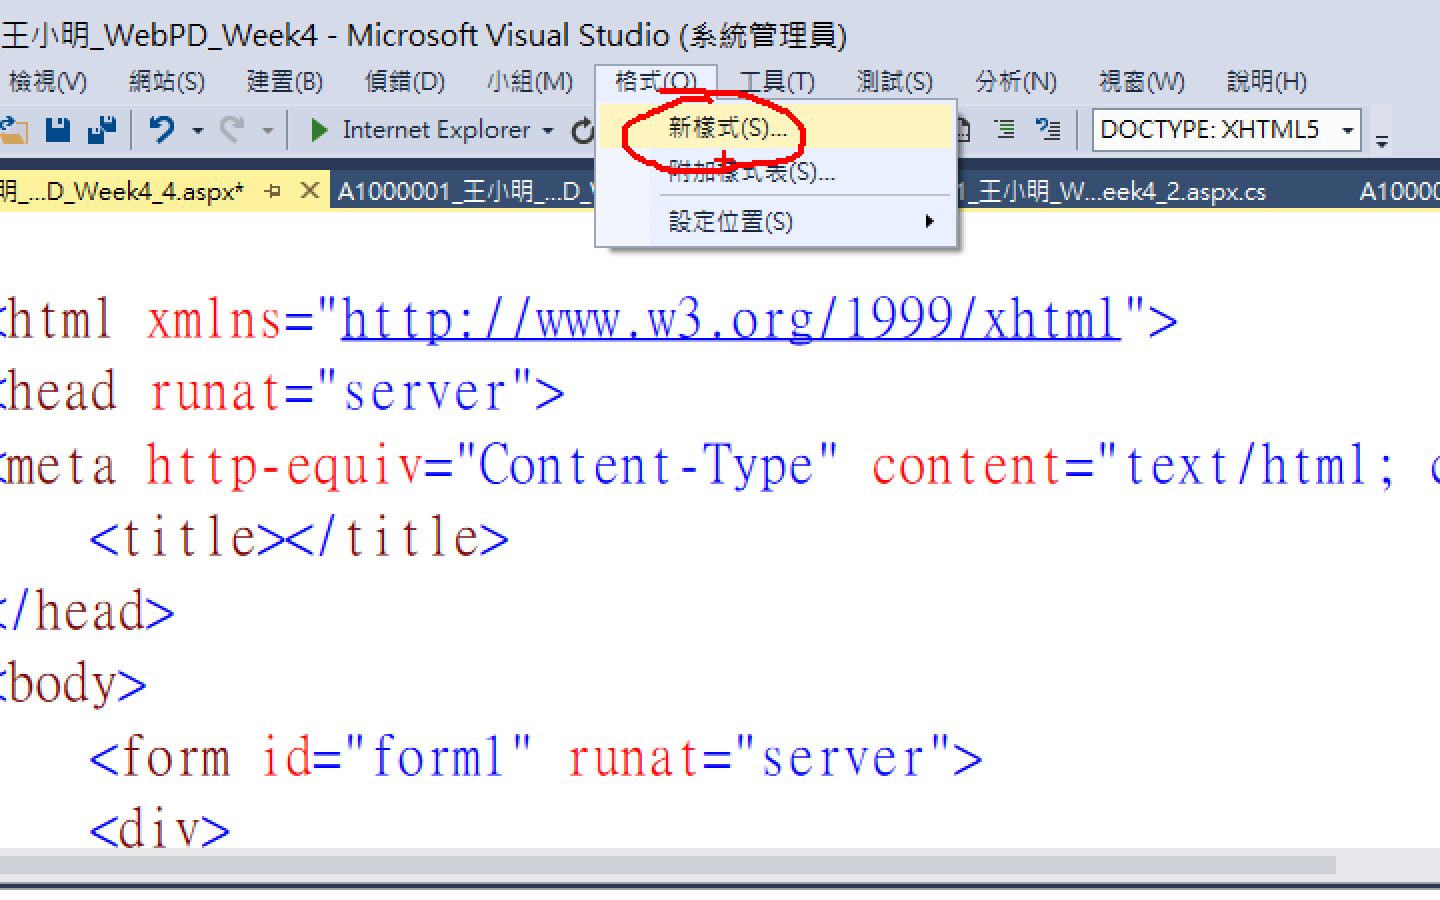 王小明_WebPD_Week4 - Microsoft Visual Studio (系統管理員)
檢視(V) 網站(S) 建置(B) 偵錯(D) 小組(M) 格式(O) 工具(T) 測試(S) 分析(N) 視窗(W) 說明(H)
Internet Explorer DOCTYPE: XHTML5
新樣式(S)...
附加樣式表(S)...
設定位置(S)
明_...D_Week4_4.aspx* A1000001_王小明_...D_ 1_王小明_W...eek4_2.aspx.cs A1000
<html xmlns="http://www.w3.org/1999/xhtml">
<head runat="server">
<meta http-equiv="Content-Type" content="text/html; c
<title></title>
</head>
<body>
<form id="form1" runat="server">
<div>